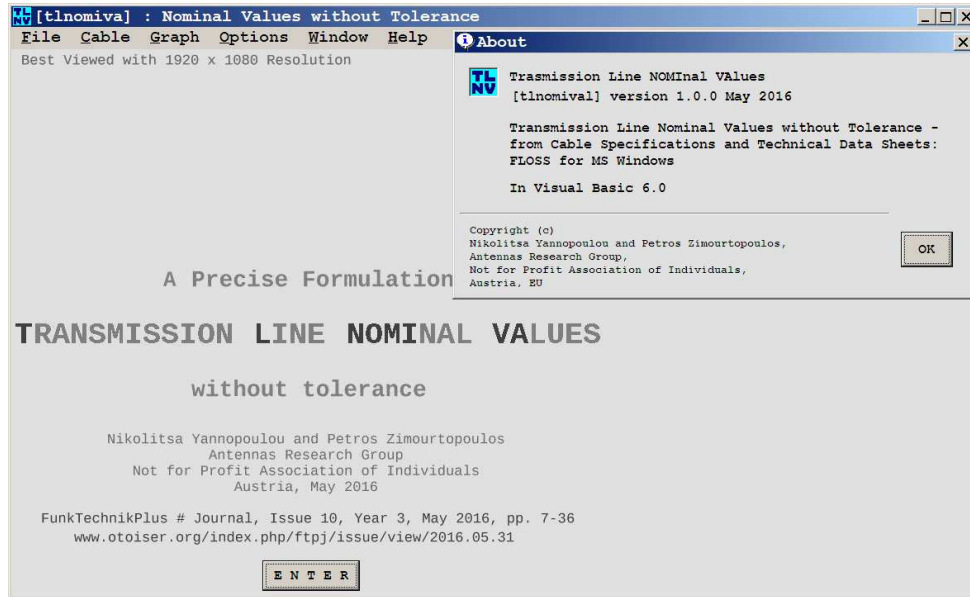 [tlnomiva] : Nominal Values without Tolerance
File Cable Graph Options Window Help
Best Viewed with 1920 x 1080 Resolution
A Precise Formulation
TRANSMISSION LINE NOMINAL VALUES
without tolerance
Nikolitsa Yannopoulou and Petros Zimourtopoulos
Antennas Research Group
Not for Profit Association of Individuals
Austria, May 2016
FunkTechnikPlus # Journal, Issue 10, Year 3, May 2016, pp. 7-36
www.otoiser.org/index.php/ftpj/issue/view/2016.05.31
E N T E R
About
TL
NV
Trasmission Line NOMInal VAlues
[tlnomival] version 1.0.0 May 2016
Transmission Line Nominal Values without Tolerance -
from Cable Specifications and Technical Data Sheets:
FLOSS for MS Windows
In Visual Basic 6.0
Copyright (c)
Nikolitsa Yannopoulou and Petros Zimourtopoulos,
Antennas Research Group,
Not for Profit Association of Individuals,
Austria, EU
OK